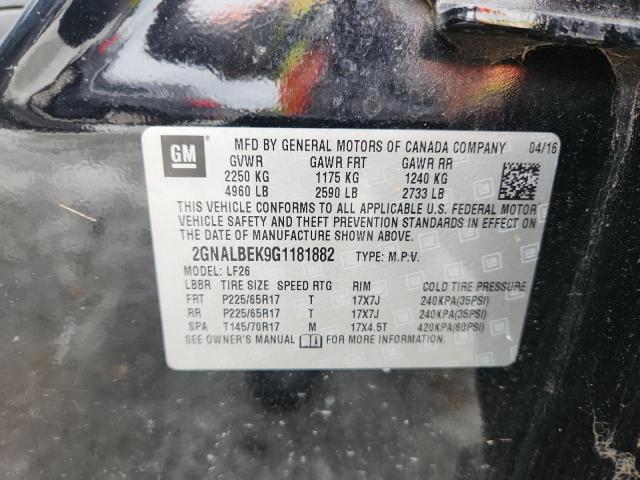 GM
MFD BY GENERAL MOTORS OF CANADA COMPANY 04/16
GVWR GAWR FRT GAWR RR
2250 KG 1175 KG 1240 KG
4960 LB 2590 LB 2733 LB
THIS VEHICLE CONFORMS TO ALL APPLICABLE U.S. FEDERAL MOTOR
VEHICLE SAFETY AND THEFT PREVENTION STANDARDS IN EFFECT ON
THE DATE OF MANUFACTURE SHOWN ABOVE.
2GNALBEK9G1181882 TYPE: M.P.V.
MODEL: LF26
LBBR TIRE SIZE SPEED RTG RIM COLD TIRE PRESSURE
FRT P225/65R17 T 17X7J 240KPA(35PSI)
RR P225/65R17 T 17X7J 240KPA(35PSI)
SPA T145/70R17 M 17X4.5T 420KPA(60PSI)
SEE OWNER'S MANUAL FOR MORE INFORMATION.